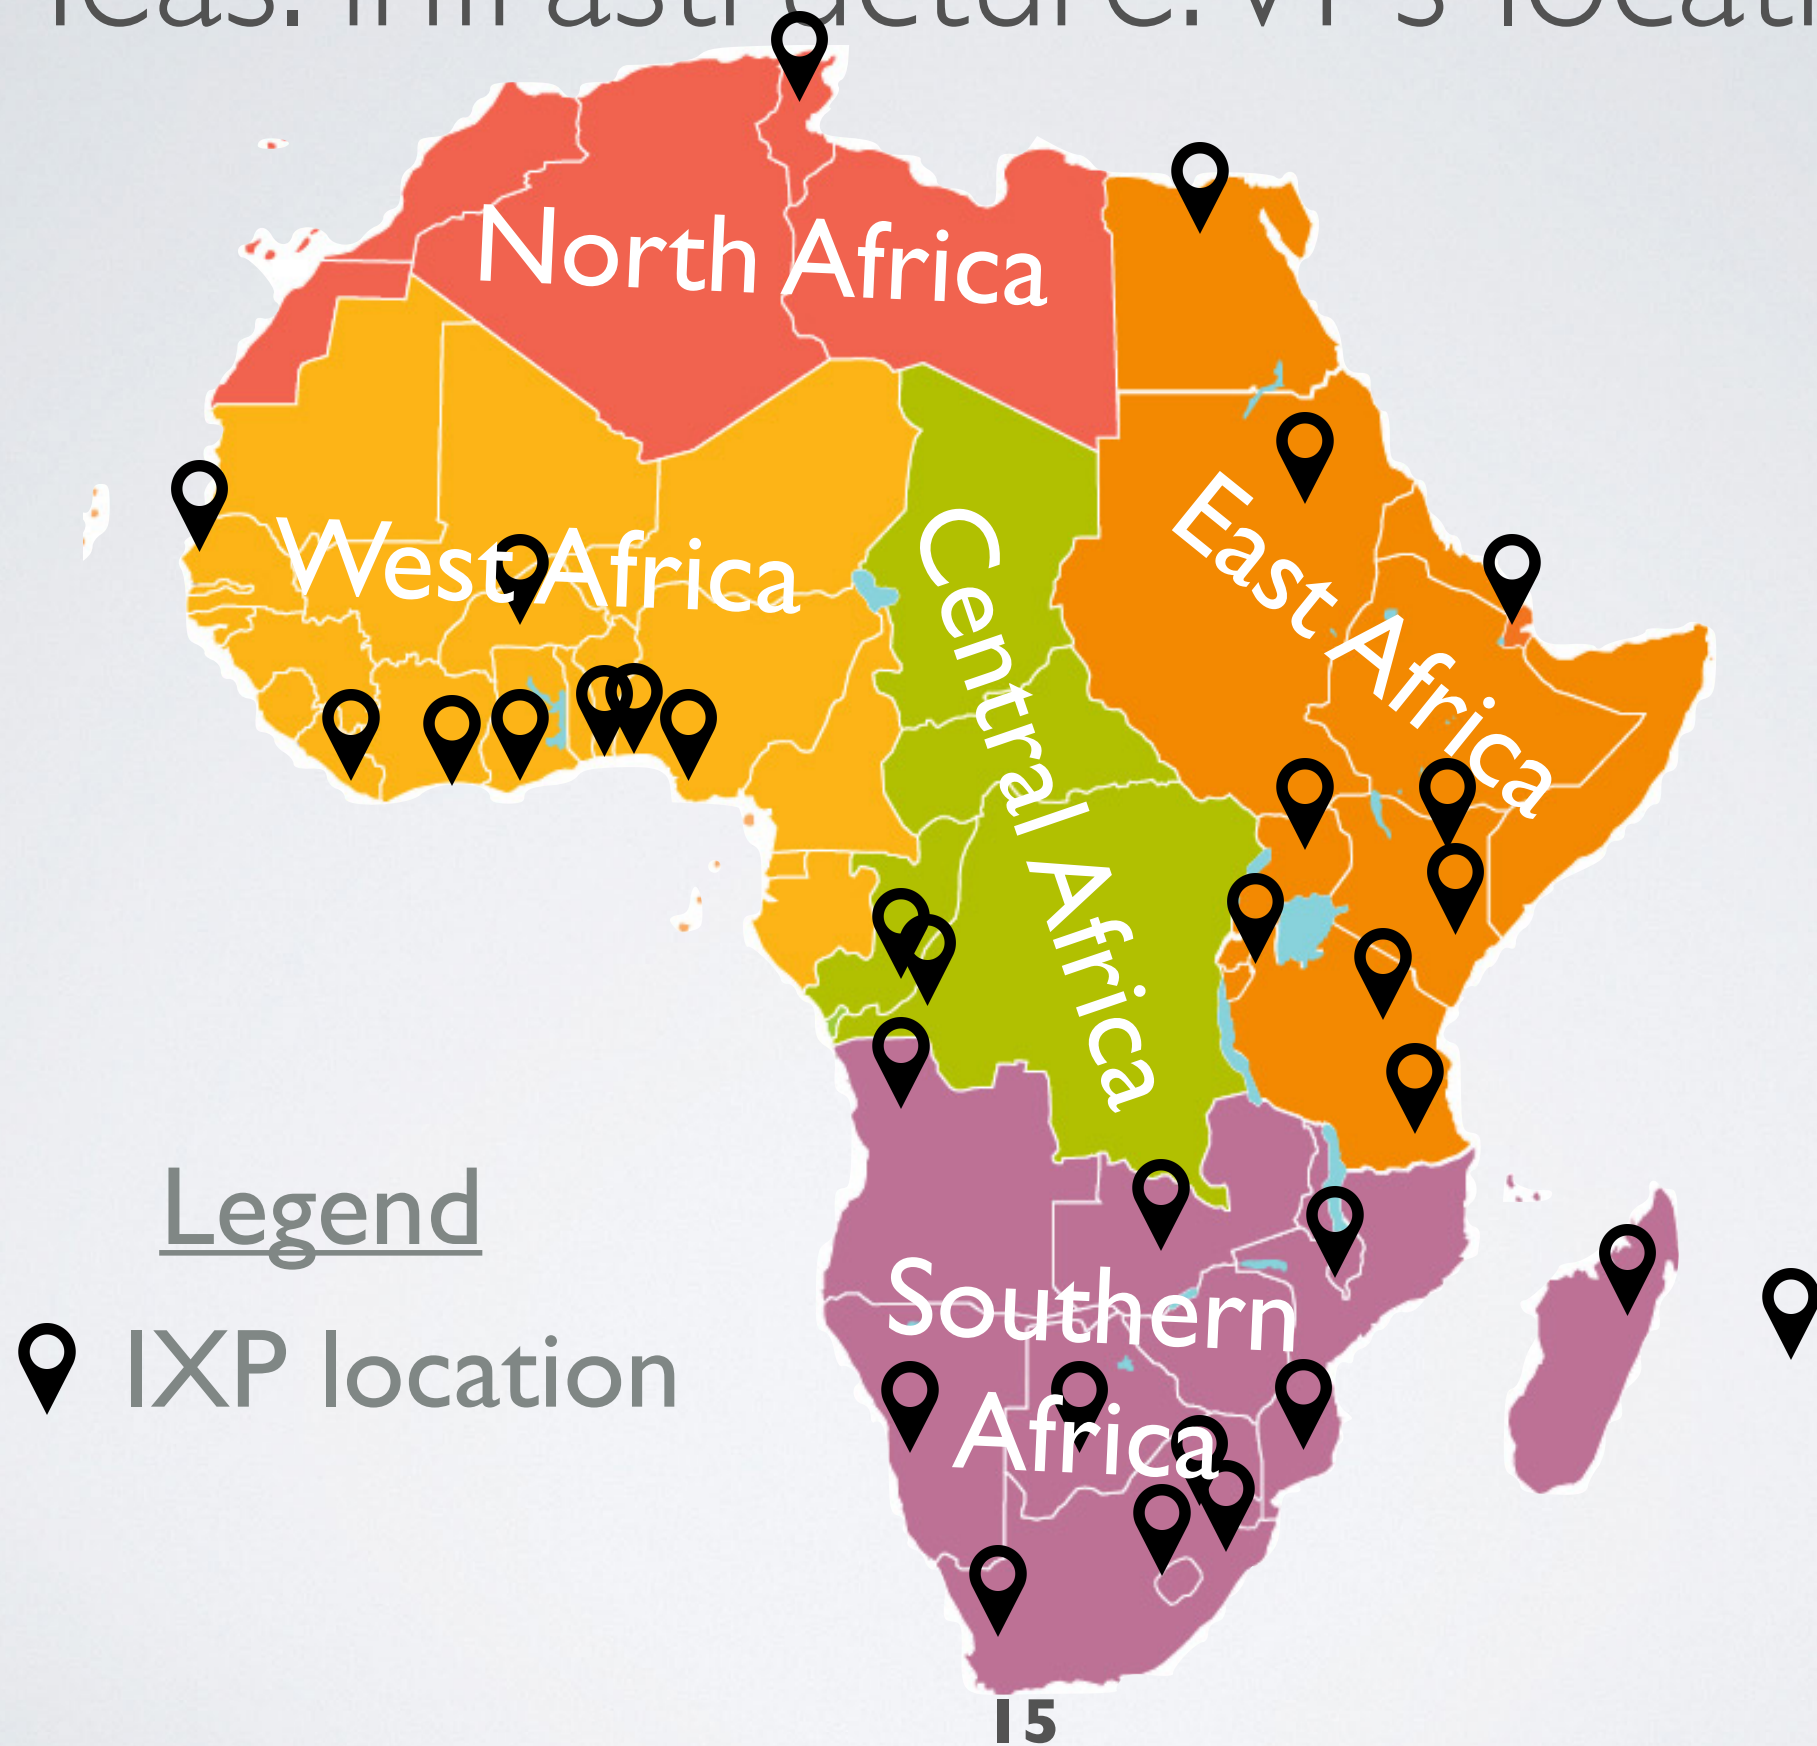 North Africa
West Africa
Central Africa
East Africa
Southern
Africa
Legend
IXP location
15